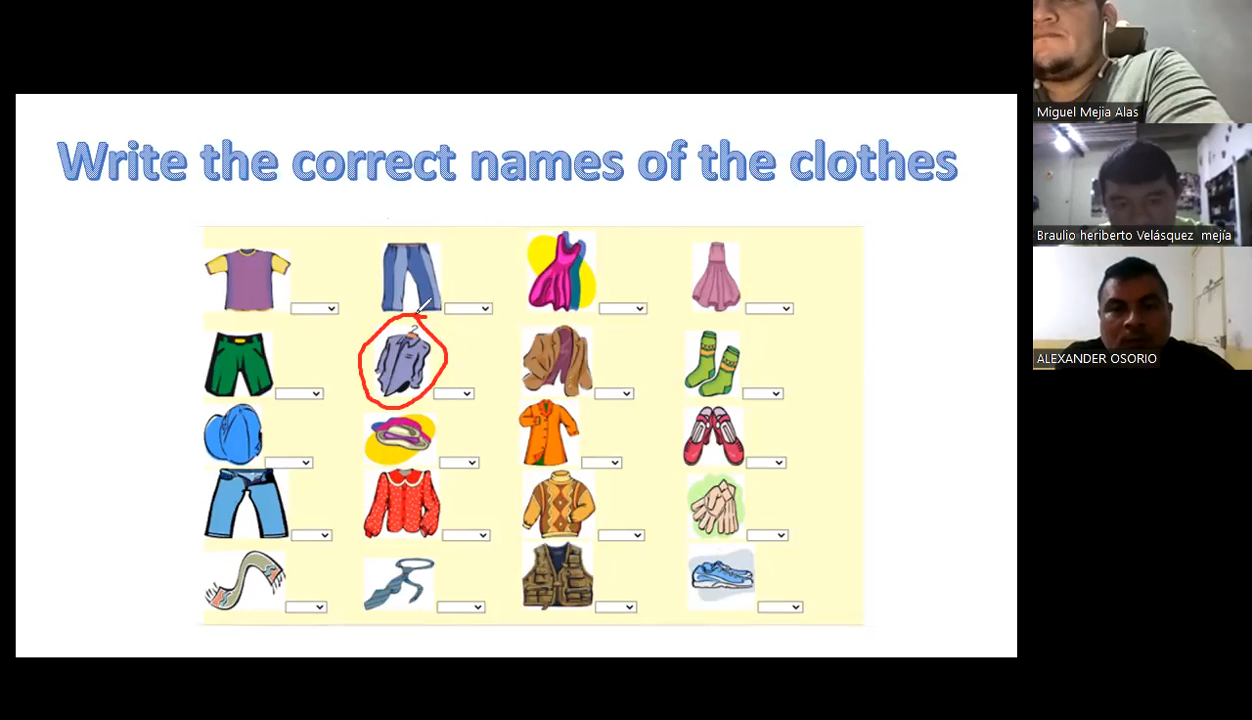 Write the correct names of the clothes
Miguel Mejia Alas
Braulio heriberto Velásquez mejía
ALEXANDER OSORIO